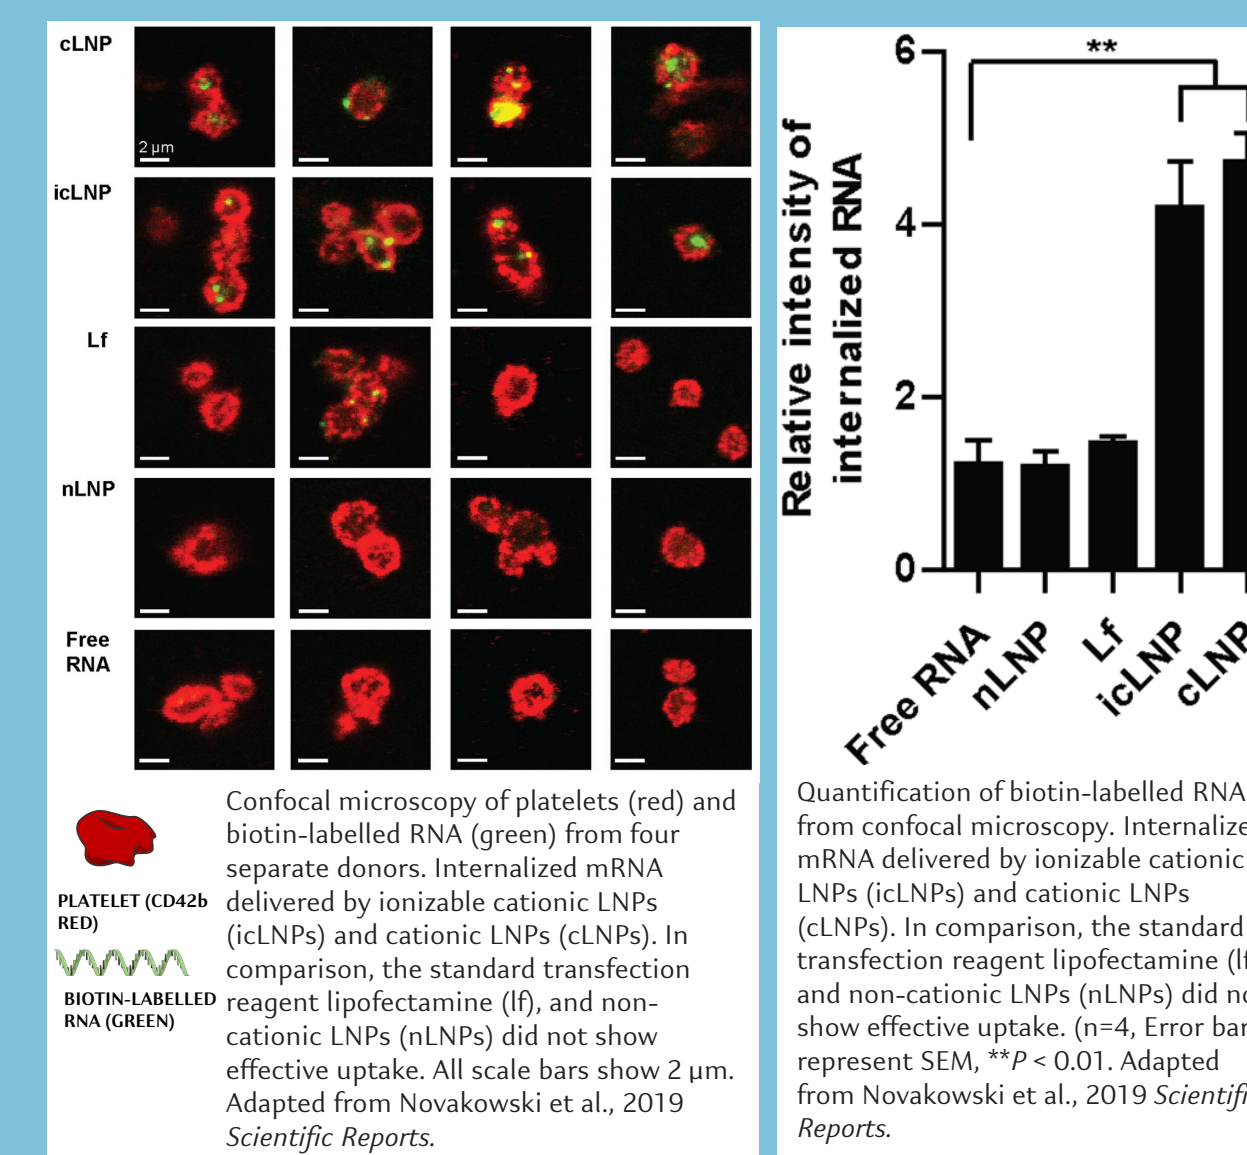 cLNP
2 μm
icLNP
Lf
nLNP
Free
RNA
PLATELET (CD42b
RED)
BIOTIN-LABELLED
RNA (GREEN)
Confocal microscopy of platelets (red) and
biotin-labelled RNA (green) from four
separate donors. Internalized mRNA
delivered by ionizable cationic LNPs
(icLNPs) and cationic LNPs (cLNPs). In
comparison, the standard transfection
reagent lipofectamine (lf), and non-
cationic LNPs (nLNPs) did not show
effective uptake. All scale bars show 2 μm.
Adapted from Novakowski et al., 2019
Scientific Reports.
Relative intensity of
internalized RNA
6
4
2
0
**
Free RNA
nLNP
Lf
icLNP
cLNP
Quantification of biotin-labelled RNA
from confocal microscopy. Internalize
mRNA delivered by ionizable cationic
LNPs (icLNPs) and cationic LNPs
(cLNPs). In comparison, the standard
transfection reagent lipofectamine (lf
and non-cationic LNPs (nLNPs) did no
show effective uptake. (n=4, Error bar
represent SEM, **P < 0.01. Adapted
from Novakowski et al., 2019 Scientifi
Reports.